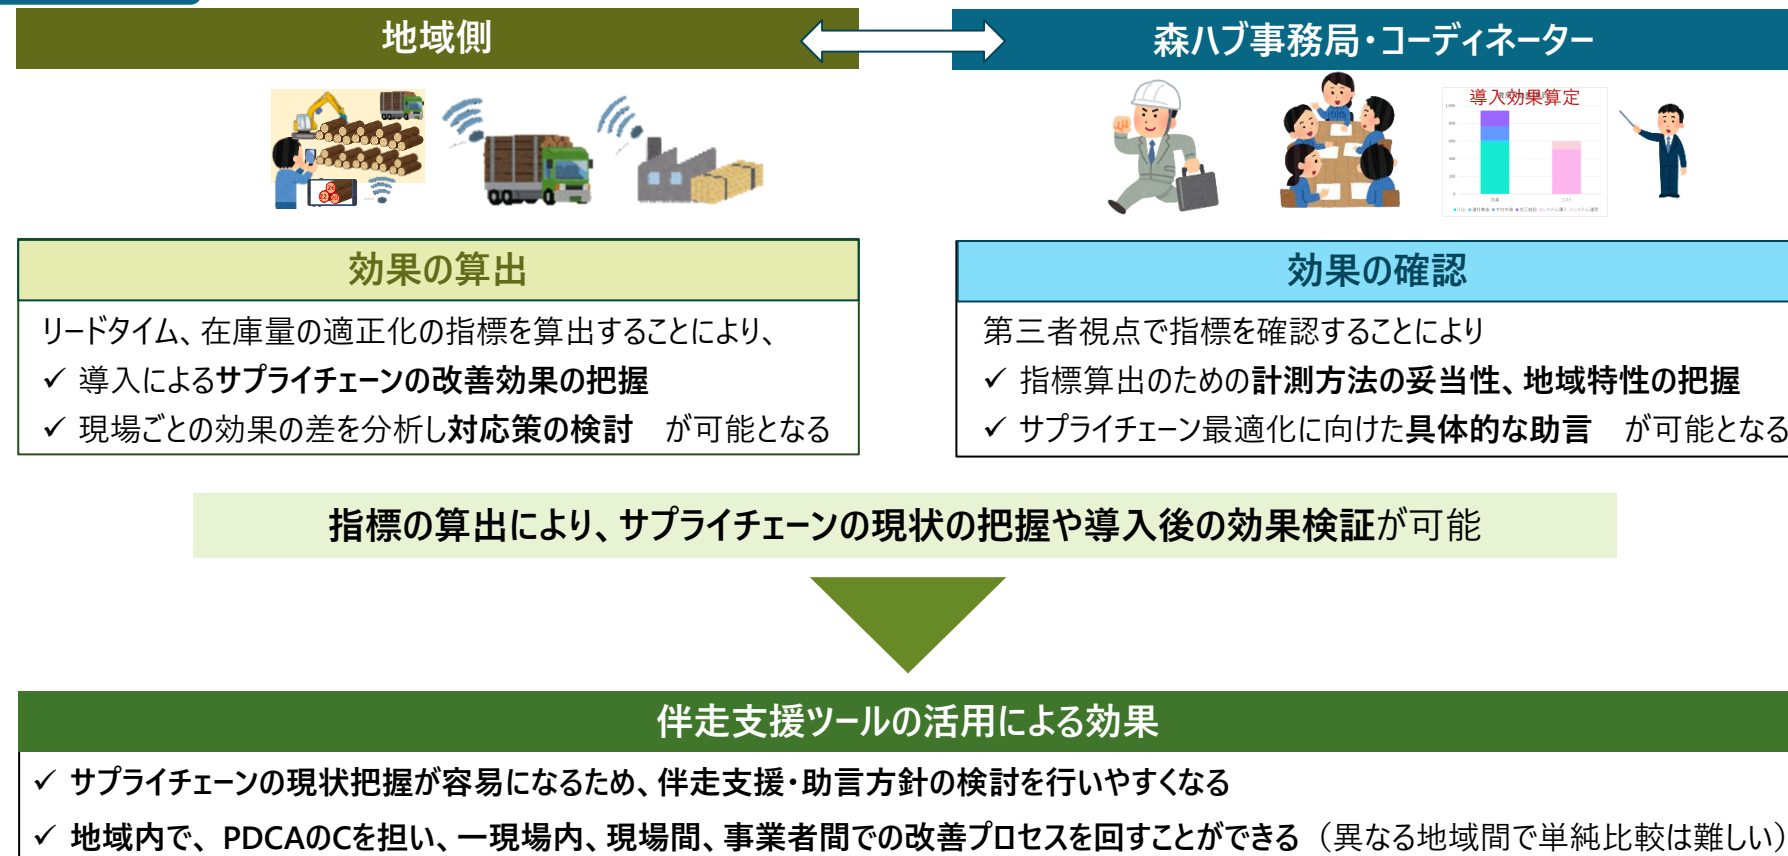 地域側
森ハブ事務局・コーディネーター
導入効果算定
効果の算出
リードタイム、在庫量の適正化の指標を算出することにより、
✓ 導入によるサプライチェーンの改善効果の把握
✓ 現場ごとの効果の差を分析し対応策の検討　が可能となる
効果の確認
第三者視点で指標を確認することにより
✓ 指標算出のための計測方法の妥当性、地域特性の把握
✓ サプライチェーン最適化に向けた具体的な助言　が可能となる
指標の算出により、サプライチェーンの現状の把握や導入後の効果検証が可能
伴走支援ツールの活用による効果
✓ サプライチェーンの現状把握が容易になるため、伴走支援・助言方針の検討を行いやすくなる
✓ 地域内で、PDCAのCを担い、一現場内、現場間、事業者間での改善プロセスを回すことができる（異なる地域間で単純比較は難しい）